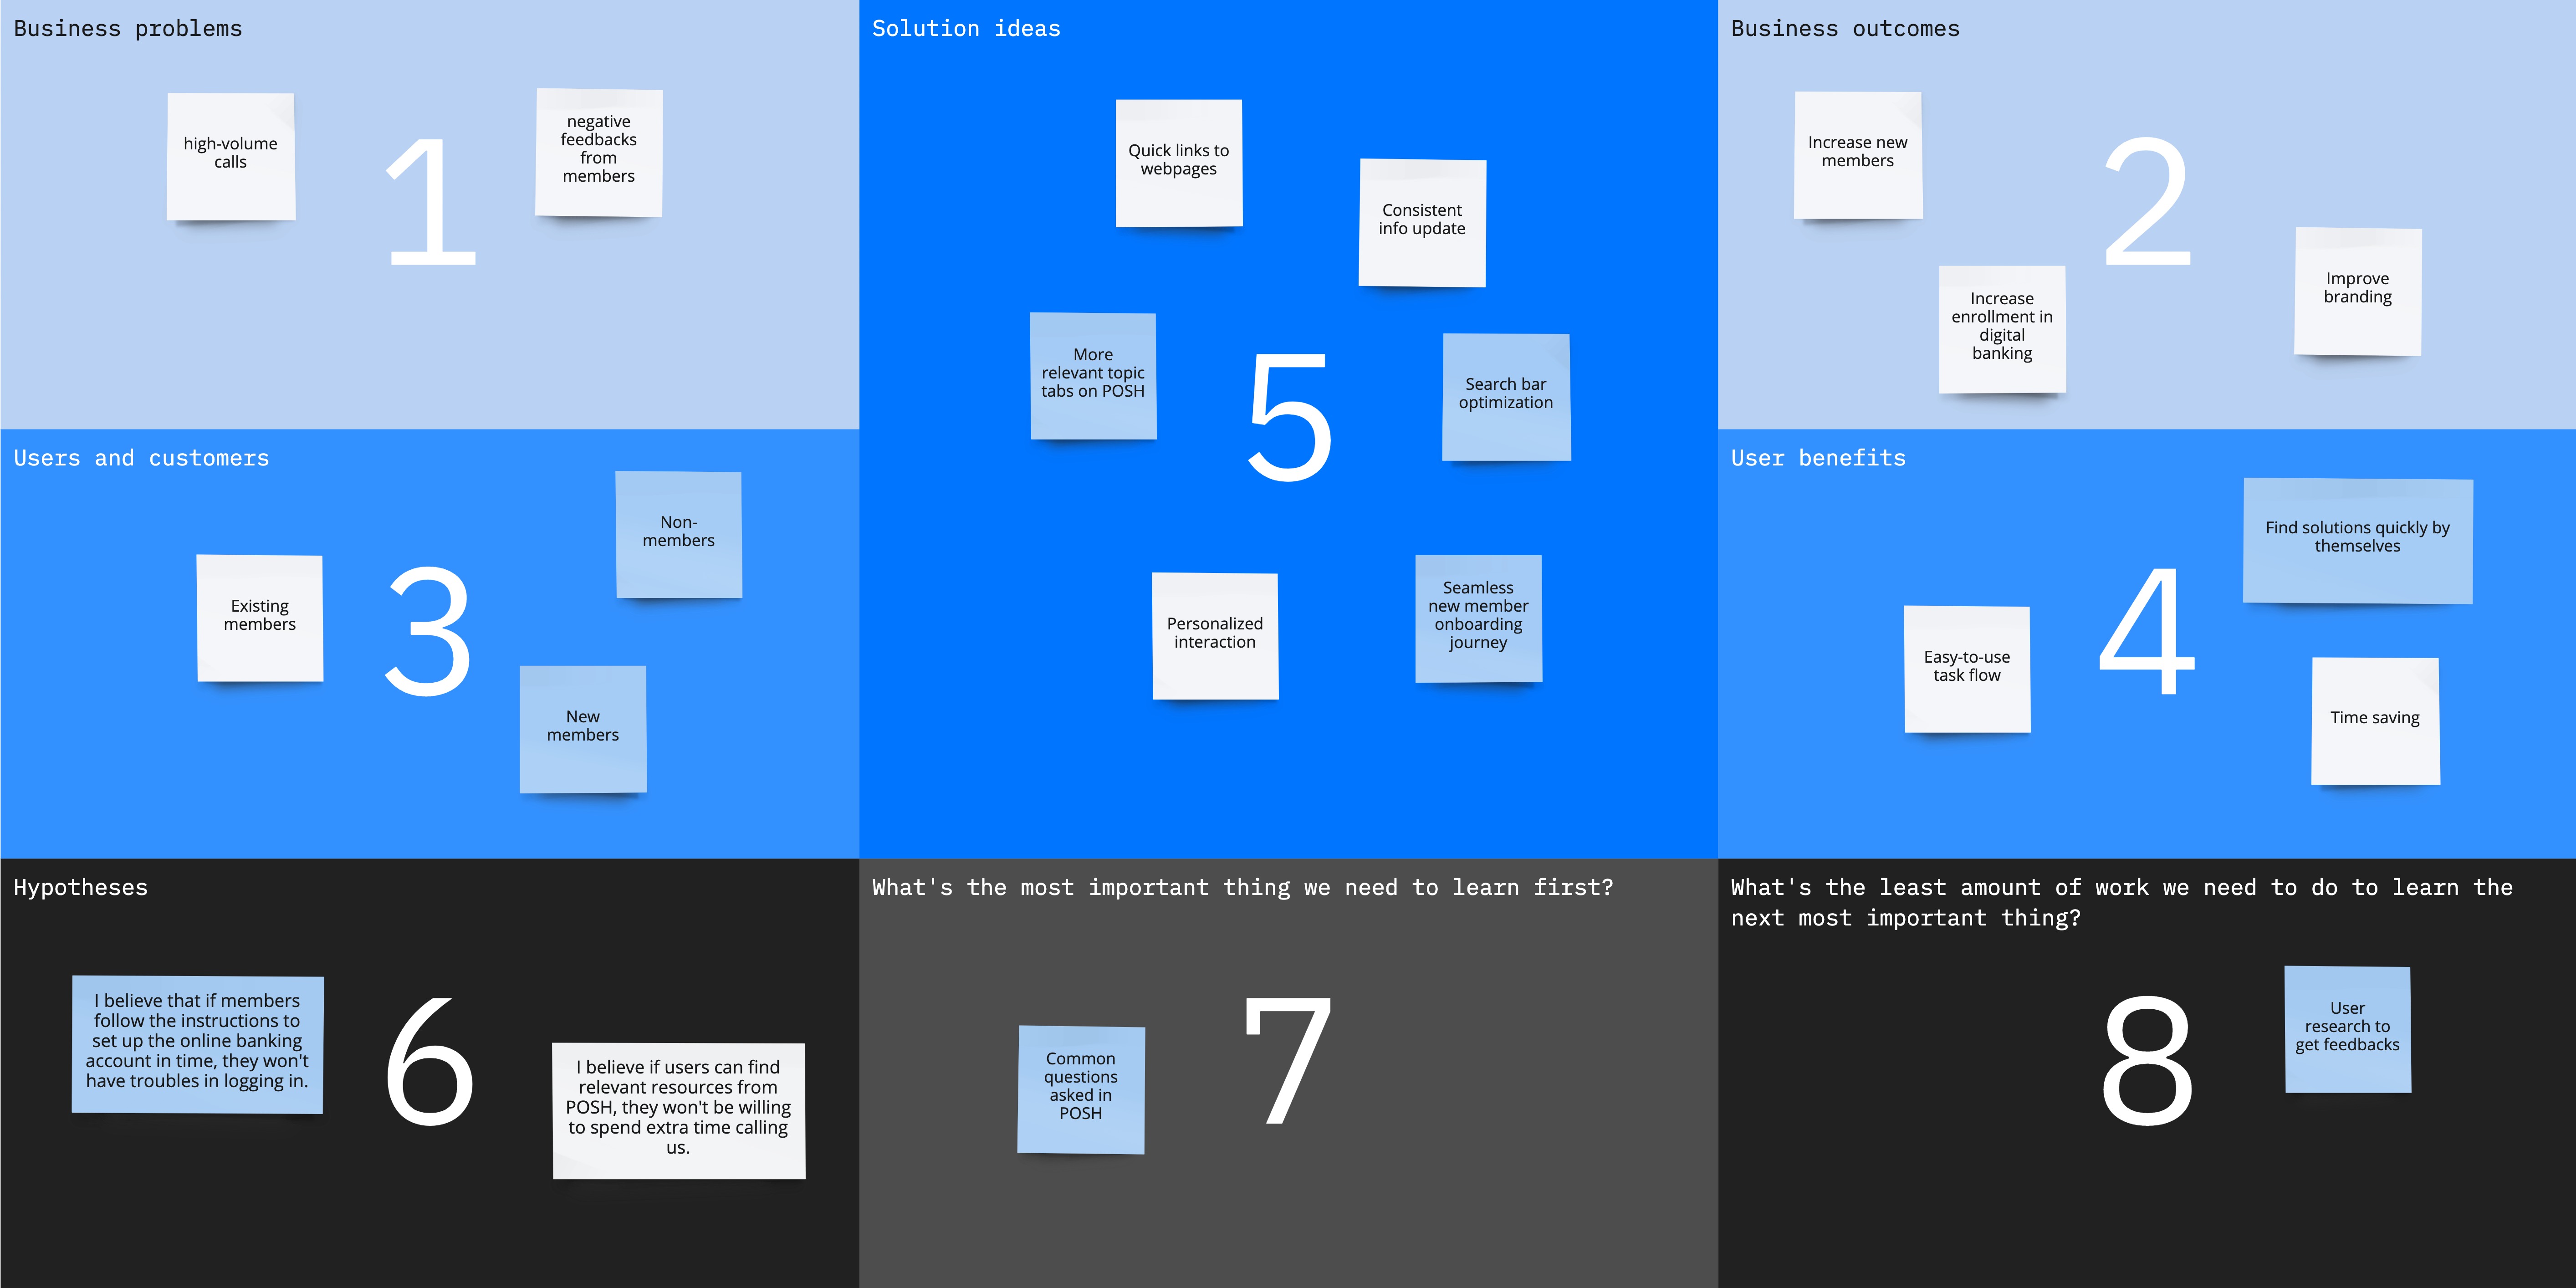 Business problems
high-volume
calls
1
negative
feedbacks
from
members
Solution ideas
Quick links to
webpages
Consistent
info update
More
relevant topic
tabs on POSH
5
Search bar
optimization
Personalized
interaction
Seamless
new member
onboarding
journey
Business outcomes
Increase new
members
2
Increase
enrollment in
digital
banking
Improve
branding
Users and customers
Non-
members
Existing
members
3
New
members
User benefits
Find solutions quickly by
themselves
Easy-to-use
task flow
4
Time saving
Hypotheses
I believe that if members
follow the instructions to
set up the online banking
account in time, they won't
have troubles in logging in.
6
I believe if users can find
relevant resources from
POSH, they won't be willing
to spend extra time calling
us.
What's the most important thing we need to learn first?
7
Common
questions
asked in
POSH
What's the least amount of work we need to do to learn the
next most important thing?
8
User
research to
get feedbacks